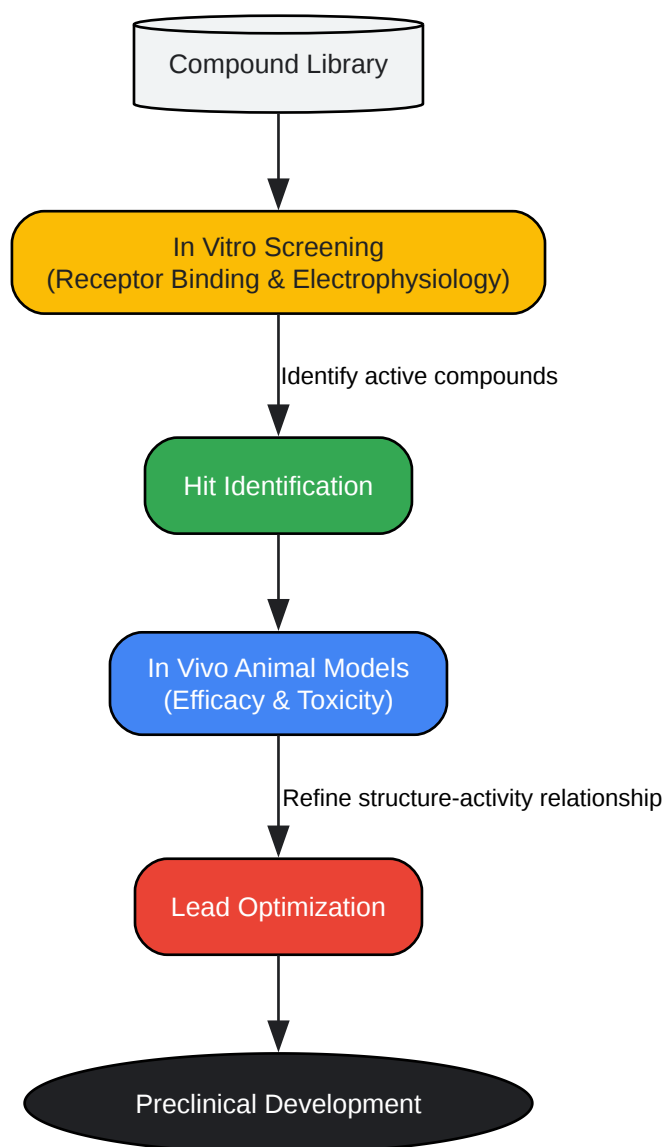 Compound Library
In Vitro Screening
(Receptor Binding & Electrophysiology)
Identify active compounds
Hit Identification
In Vivo Animal Models
(Efficacy & Toxicity)
Refine structure-activity relationship
Lead Optimization
Preclinical Development